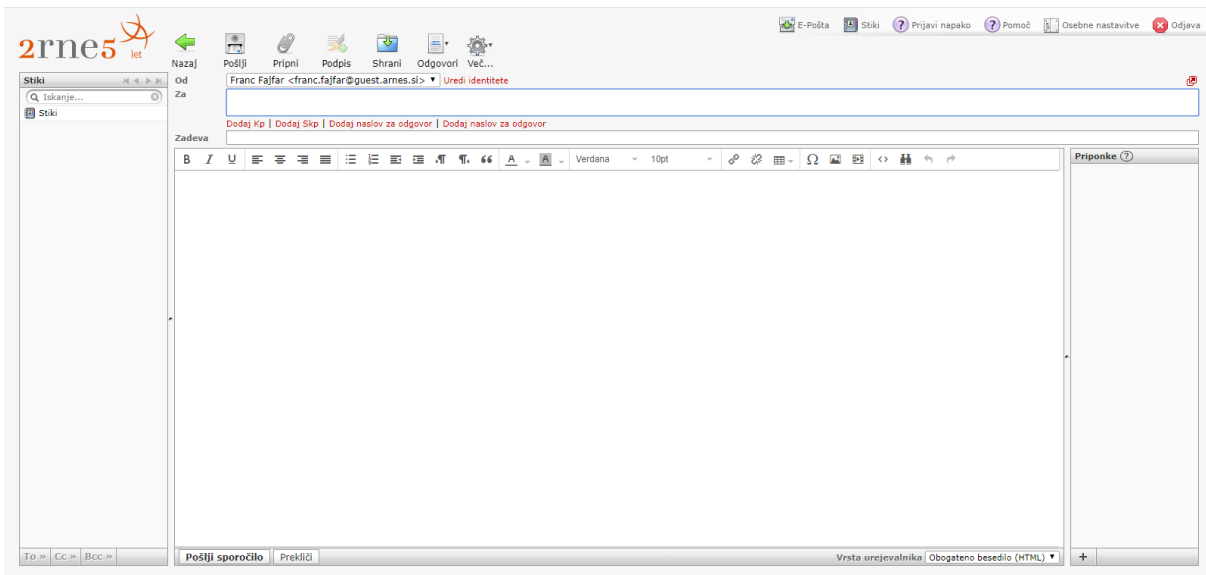 2rne5 let
E-Pošta Stiki Prijavi napako Pomoč Osebne nastavitve Odjava
Nazaj Pošlji Pripni Podpis Shrani Odgovori Več...
Stiki
Iskanje...
Stiki
Od Franc Fajfar <franc.fajfar@guest.arnes.si> Uredi identitete
Za
Dodaj Kp | Dodaj Skp | Dodaj naslov za odgovor | Dodaj naslov za odgovor
Zadeva
B I U A A Verdana 10pt Ω
Priponke ?
To » Cc » Bcc »
Pošlji sporočilo Prekliči Vrsta urejevalnika Obogateno besedilo (HTML) +